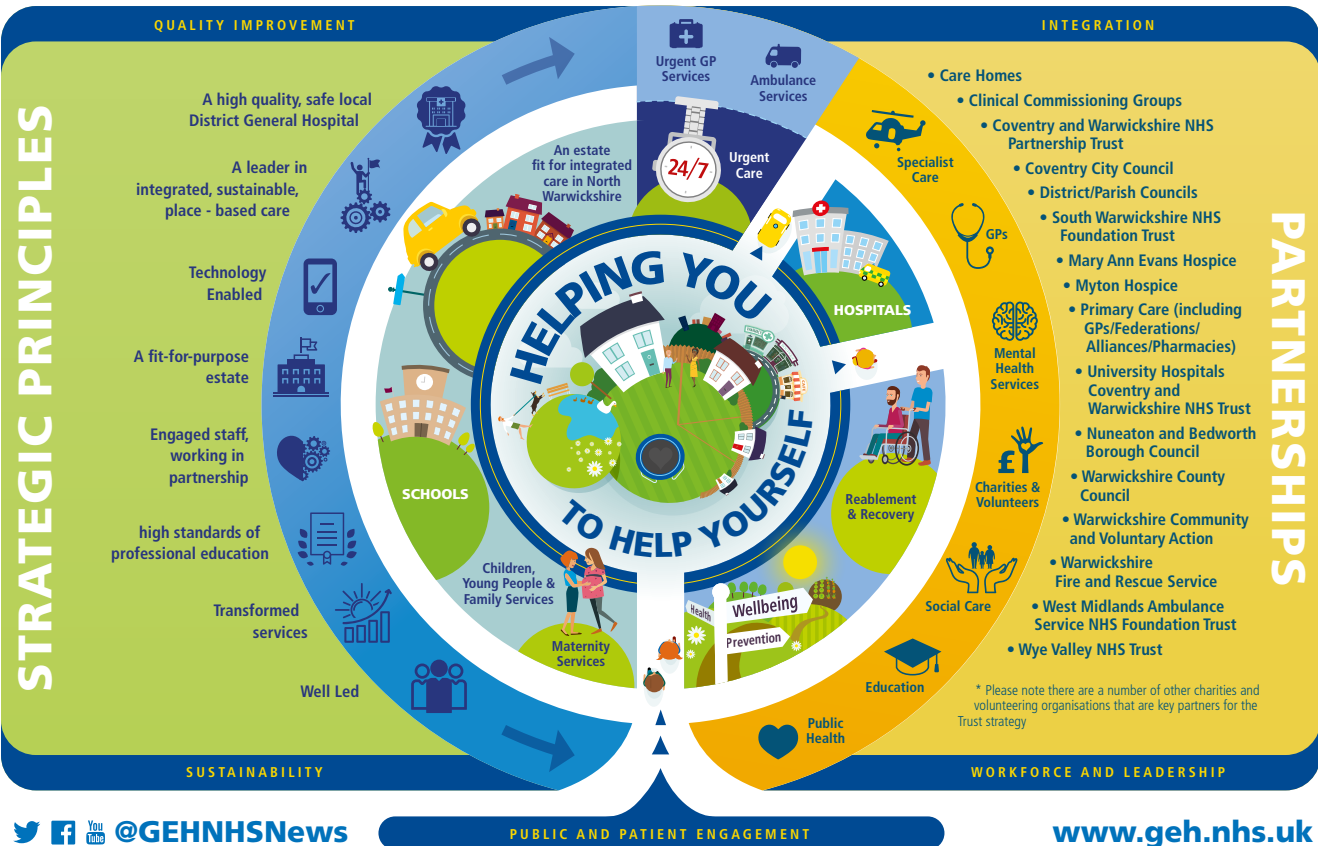 QUALITY IMPROVEMENT
INTEGRATION
STRATEGIC PRINCIPLES
A high quality, safe local
District General Hospital
A leader in
integrated, sustainable,
place - based care
Technology
Enabled
A fit-for-purpose
estate
Engaged staff,
working in
partnership
high standards of
professional education
Transformed
services
Well Led
Urgent GP
Services
Ambulance
Services
24/7
Urgent
Care
An estate
fit for integrated
care in North
Warwickshire
HELPING YOU
TO HELP YOURSELF
HOSPITALS
SCHOOLS
Reablement
& Recovery
Children,
Young People &
Family Services
Maternity
Services
Health
Wellbeing
Prevention
Specialist
Care
GPs
Mental
Health
Services
£
Charities &
Volunteers
Social Care
Education
Public
Health
PARTNERSHIPS
• Care Homes
• Clinical Commissioning Groups
• Coventry and Warwickshire NHS
Partnership Trust
• Coventry City Council
• District/Parish Councils
• South Warwickshire NHS
Foundation Trust
• Mary Ann Evans Hospice
• Myton Hospice
• Primary Care (including
GPs/Federations/
Alliances/Pharmacies)
• University Hospitals
Coventry and
Warwickshire NHS Trust
• Nuneaton and Bedworth
Borough Council
• Warwickshire County
Council
• Warwickshire Community
and Voluntary Action
• Warwickshire
Fire and Rescue Service
• West Midlands Ambulance
Service NHS Foundation Trust
• Wye Valley NHS Trust
* Please note there are a number of other charities and
volunteering organisations that are key partners for the
Trust strategy
SUSTAINABILITY
WORKFORCE AND LEADERSHIP
You
Tube
@GEHNHSNews
PUBLIC AND PATIENT ENGAGEMENT
www.geh.nhs.uk